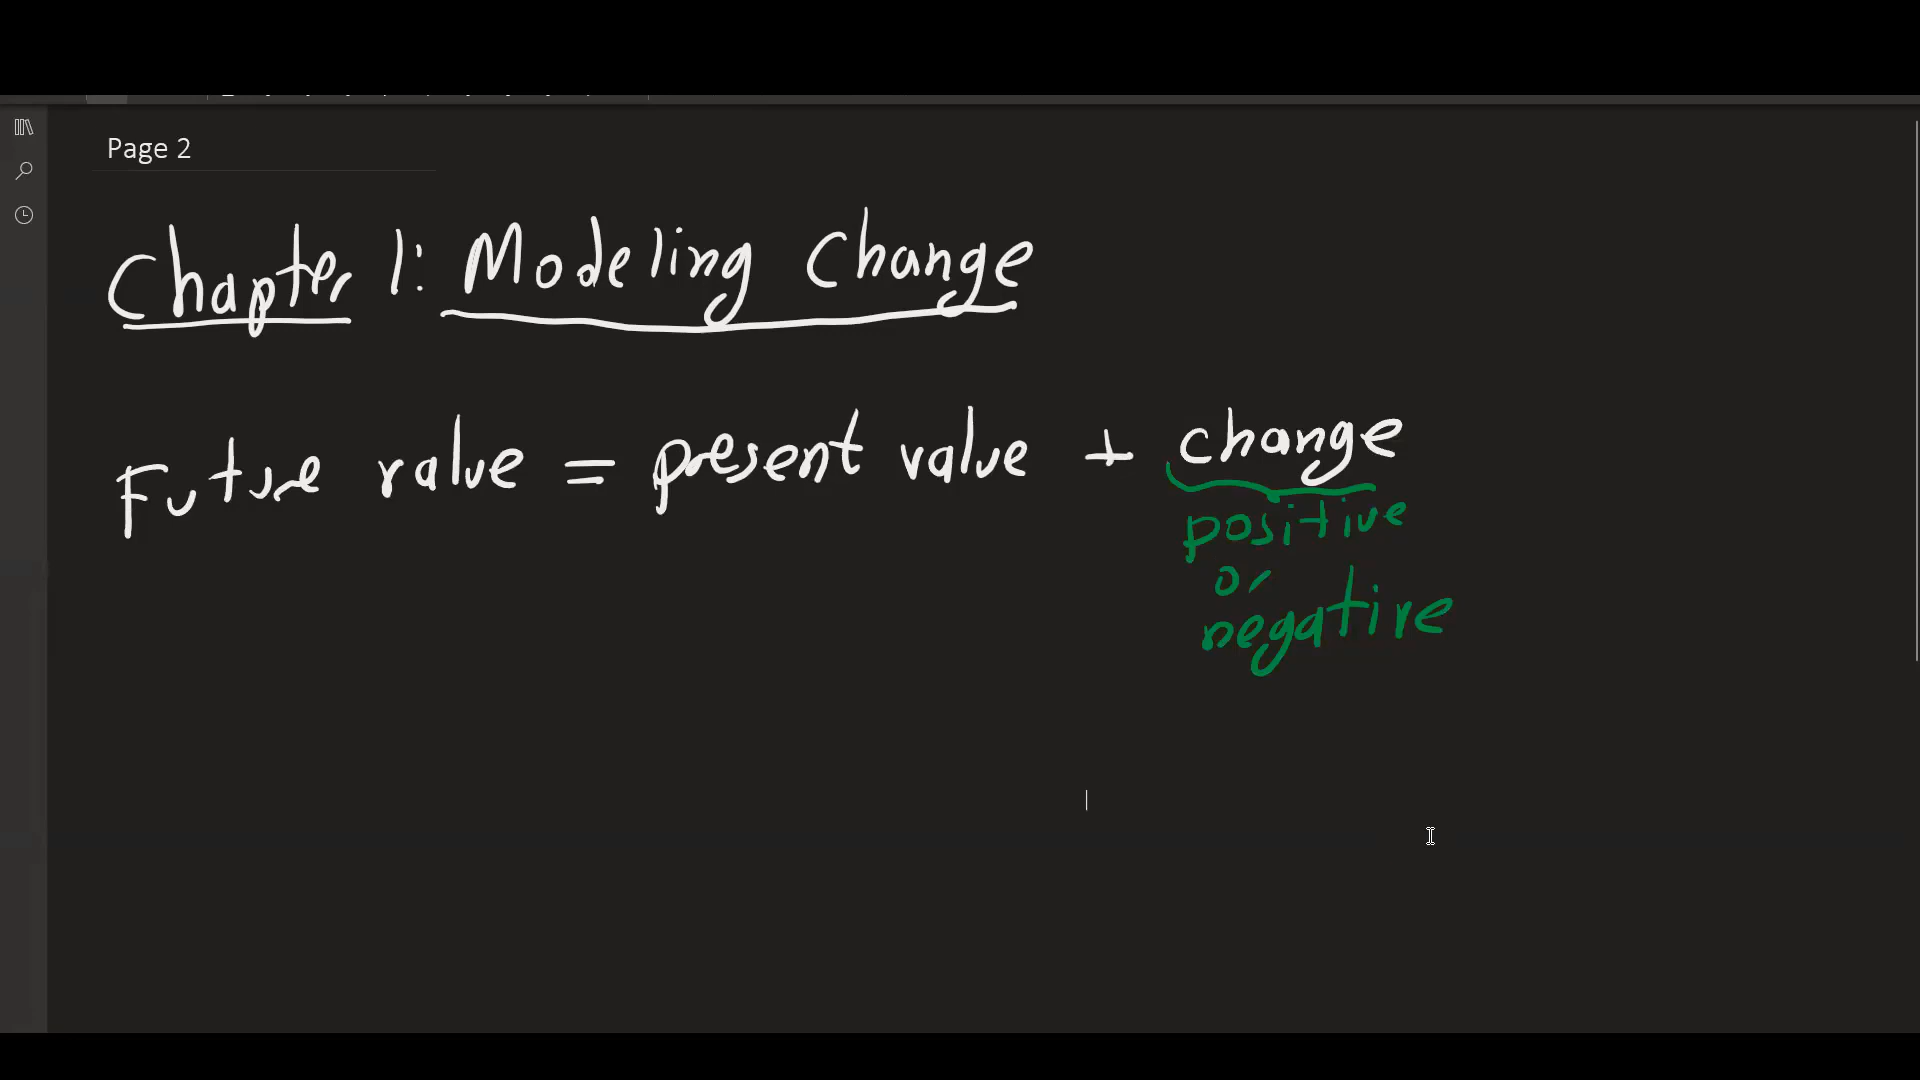 Page 2
Chapter 1: Modeling Change
Future value = present value + change
positive
or
negative